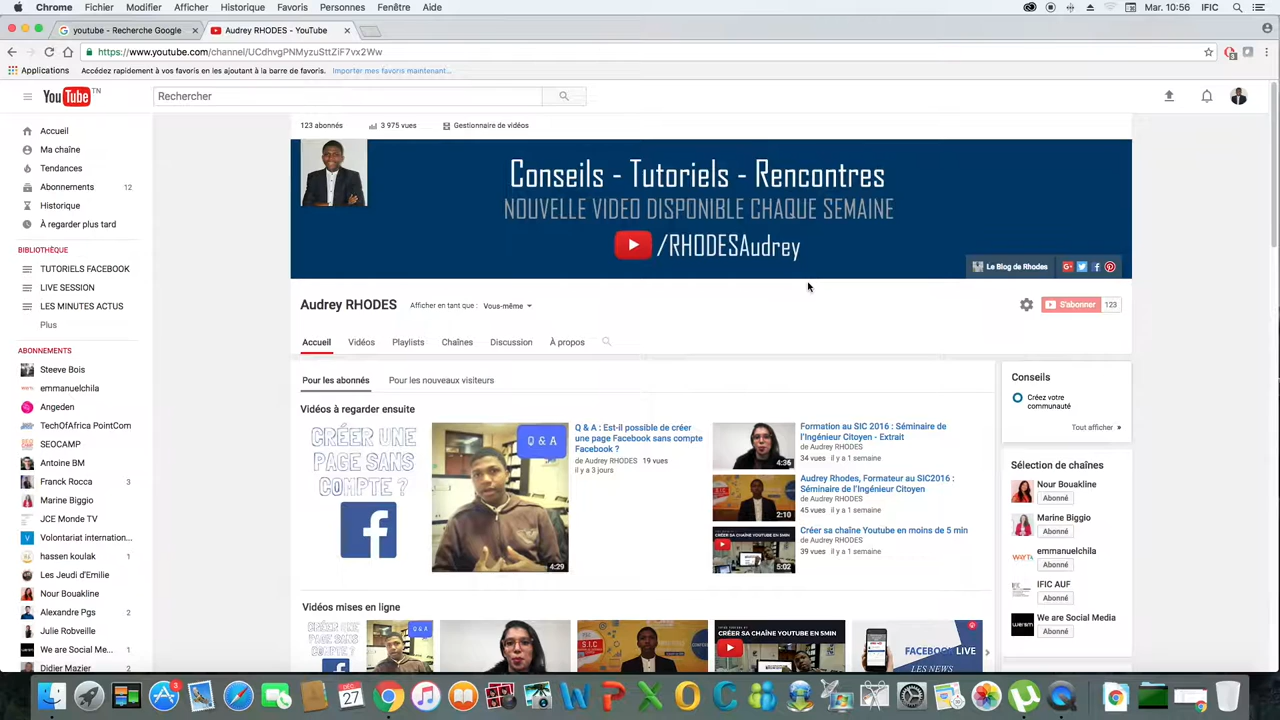 Chrome Fichier Modifier Afficher Historique Favoris Personnes Fenêtre Aide Mar. 10:56 IFIC
youtube - Recherche Google Audrey RHODES - YouTube
https://www.youtube.com/channel/UCdhvgPNMyzuSttZiF7vx2Ww
Applications Accédez rapidement à vos favoris en les ajoutant à la barre de favoris. Importer mes favoris maintenant...
YouTube TN Rechercher
123 abonnés 3 975 vues Gestionnaire de vidéos
Accueil
Ma chaîne
Tendances
Abonnements 12
Historique
À regarder plus tard
BIBLIOTHÈQUE
TUTORIELS FACEBOOK
LIVE SESSION
LES MINUTES ACTUS
Plus
ABONNEMENTS
Steeve Bois
emmanuelchila
Angeden
TechOfAfrica PointCom
SEOCAMP
Antoine BM
Franck Rocca 3
Marine Biggio
JCE Monde TV
Volontariat internation...
hassen koulak 1
Les Jeudi d'Emilie
Nour Bouakline
Alexandre Pgs 2
Julie Robveille
We are Social Me... 1
Didier Mazier
Conseils - Tutoriels - Rencontres
NOUVELLE VIDEO DISPONIBLE CHAQUE SEMAINE
/RHODESAudrey
Le Blog de Rhodes
Audrey RHODES Afficher en tant que : Vous-même S'abonner 123
Accueil Vidéos Playlists Chaînes Discussion À propos
Pour les abonnés Pour les nouveaux visiteurs
Vidéos à regarder ensuite
CRÉER UNE
PAGE SANS
COMPTE ?
Q & A
Q & A : Est-il possible de créer
une page Facebook sans compte
Facebook ?
de Audrey RHODES 19 vues
il y a 3 jours
4:29
Formation au SIC 2016 : Séminaire de
l'Ingénieur Citoyen - Extrait
de Audrey RHODES
34 vues il y a 1 semaine
4:36
Audrey Rhodes, Formateur au SIC2016 :
Séminaire de l'Ingénieur Citoyen
de Audrey RHODES
45 vues il y a 1 semaine
2:10
Créer sa chaîne Youtube en moins de 5 min
de Audrey RHODES
39 vues il y a 1 semaine
5:02
Vidéos mises en ligne
CRÉER UNE
PAGE SANS
Q & A
S.I.C
CRÉER SA CHAÎNE YOUTUBE EN 5MIN
FACEBOOK LIVE
LES NEWS
Conseils
Créez votre
communauté
Tout afficher »
Sélection de chaînes
Nour Bouakline
Abonné
Marine Biggio
Abonné
emmanuelchila
Abonné
IFIC AUF
Abonné
We are Social Media
Abonné
3
DÉC
27